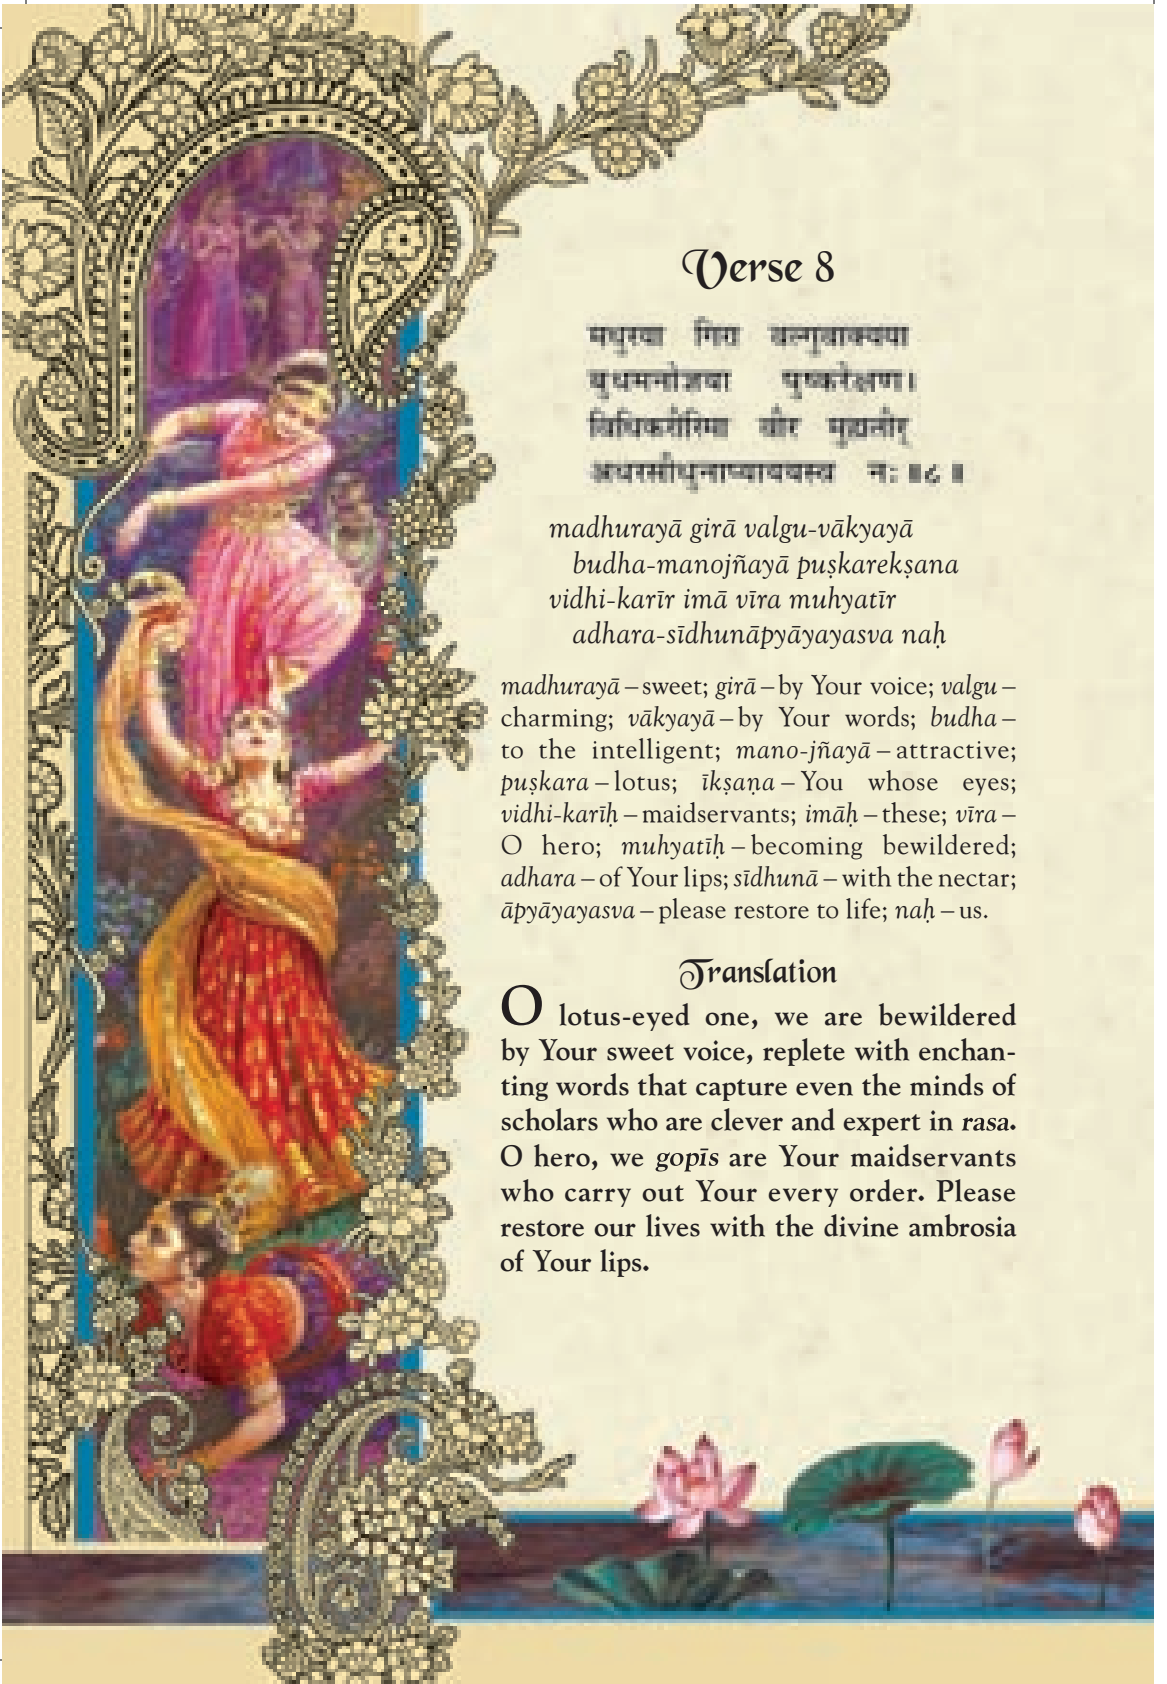 Verse 8
मधुरया गिरा वल्गुवाक्यया
बुधमनोज्ञया पुष्करेक्षण।
विधिकरीरिमा वीर मुह्यतीर्
अधरसीधुनाप्याययस्व नः ॥८॥
madhurayā girā valgu-vākyayā
budha-manojñayā puṣkarekṣana
vidhi-karīr imā vīra muhyatīr
adhara-sīdhunāpyāyayasva naḥ
madhurayā – sweet; girā – by Your voice; valgu –
charming; vākyayā – by Your words; budha –
to the intelligent; mano-jñayā – attractive;
puṣkara – lotus; īkṣaṇa – You whose eyes;
vidhi-karīḥ – maidservants; imāḥ – these; vīra –
O hero; muhyatīḥ – becoming bewildered;
adhara – of Your lips; sīdhunā – with the nectar;
āpyāyayasva – please restore to life; naḥ – us.
Translation
O lotus-eyed one, we are bewildered
by Your sweet voice, replete with enchan-
ting words that capture even the minds of
scholars who are clever and expert in rasa.
O hero, we gopīs are Your maidservants
who carry out Your every order. Please
restore our lives with the divine ambrosia
of Your lips.